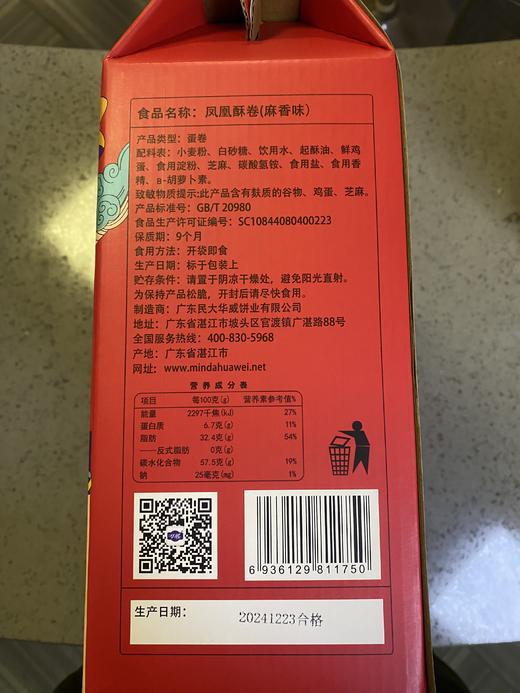 食品名称：凤凰酥卷(麻香味)
产品类型：蛋卷
配料表：小麦粉、白砂糖、饮用水、起酥油、鲜鸡
蛋、食用淀粉、芝麻、碳酸氢铵、食用盐、食用香
精、β-胡萝卜素。
致敏物质提示:此产品含有麸质的谷物、鸡蛋、芝麻。
产品标准号：GB/T 20980
食品生产许可证编号：SC10844080400223
保质期：9个月
食用方法：开袋即食
生产日期：标于包装上
贮存条件：请置于阴凉干燥处，避免阳光直射。
为保持产品松脆，开封后请尽快食用。
制造商：广东民大华威饼业有限公司
地址：广东省湛江市坡头区官渡镇广湛路88号
全国服务热线：400-830-5968
产地：广东省湛江市
网址：www.mindahuawei.net
营养成分表
项目 每100克(g) 营养素参考值%
能量 2297千焦(kJ) 27%
蛋白质 6.7克(g) 11%
脂肪 32.4克(g) 54%
——反式脂肪 0克(g)
碳水化合物 57.5克(g) 19%
钠 25毫克(mg) 1%
6 936129 811750
生产日期：
20241223合格